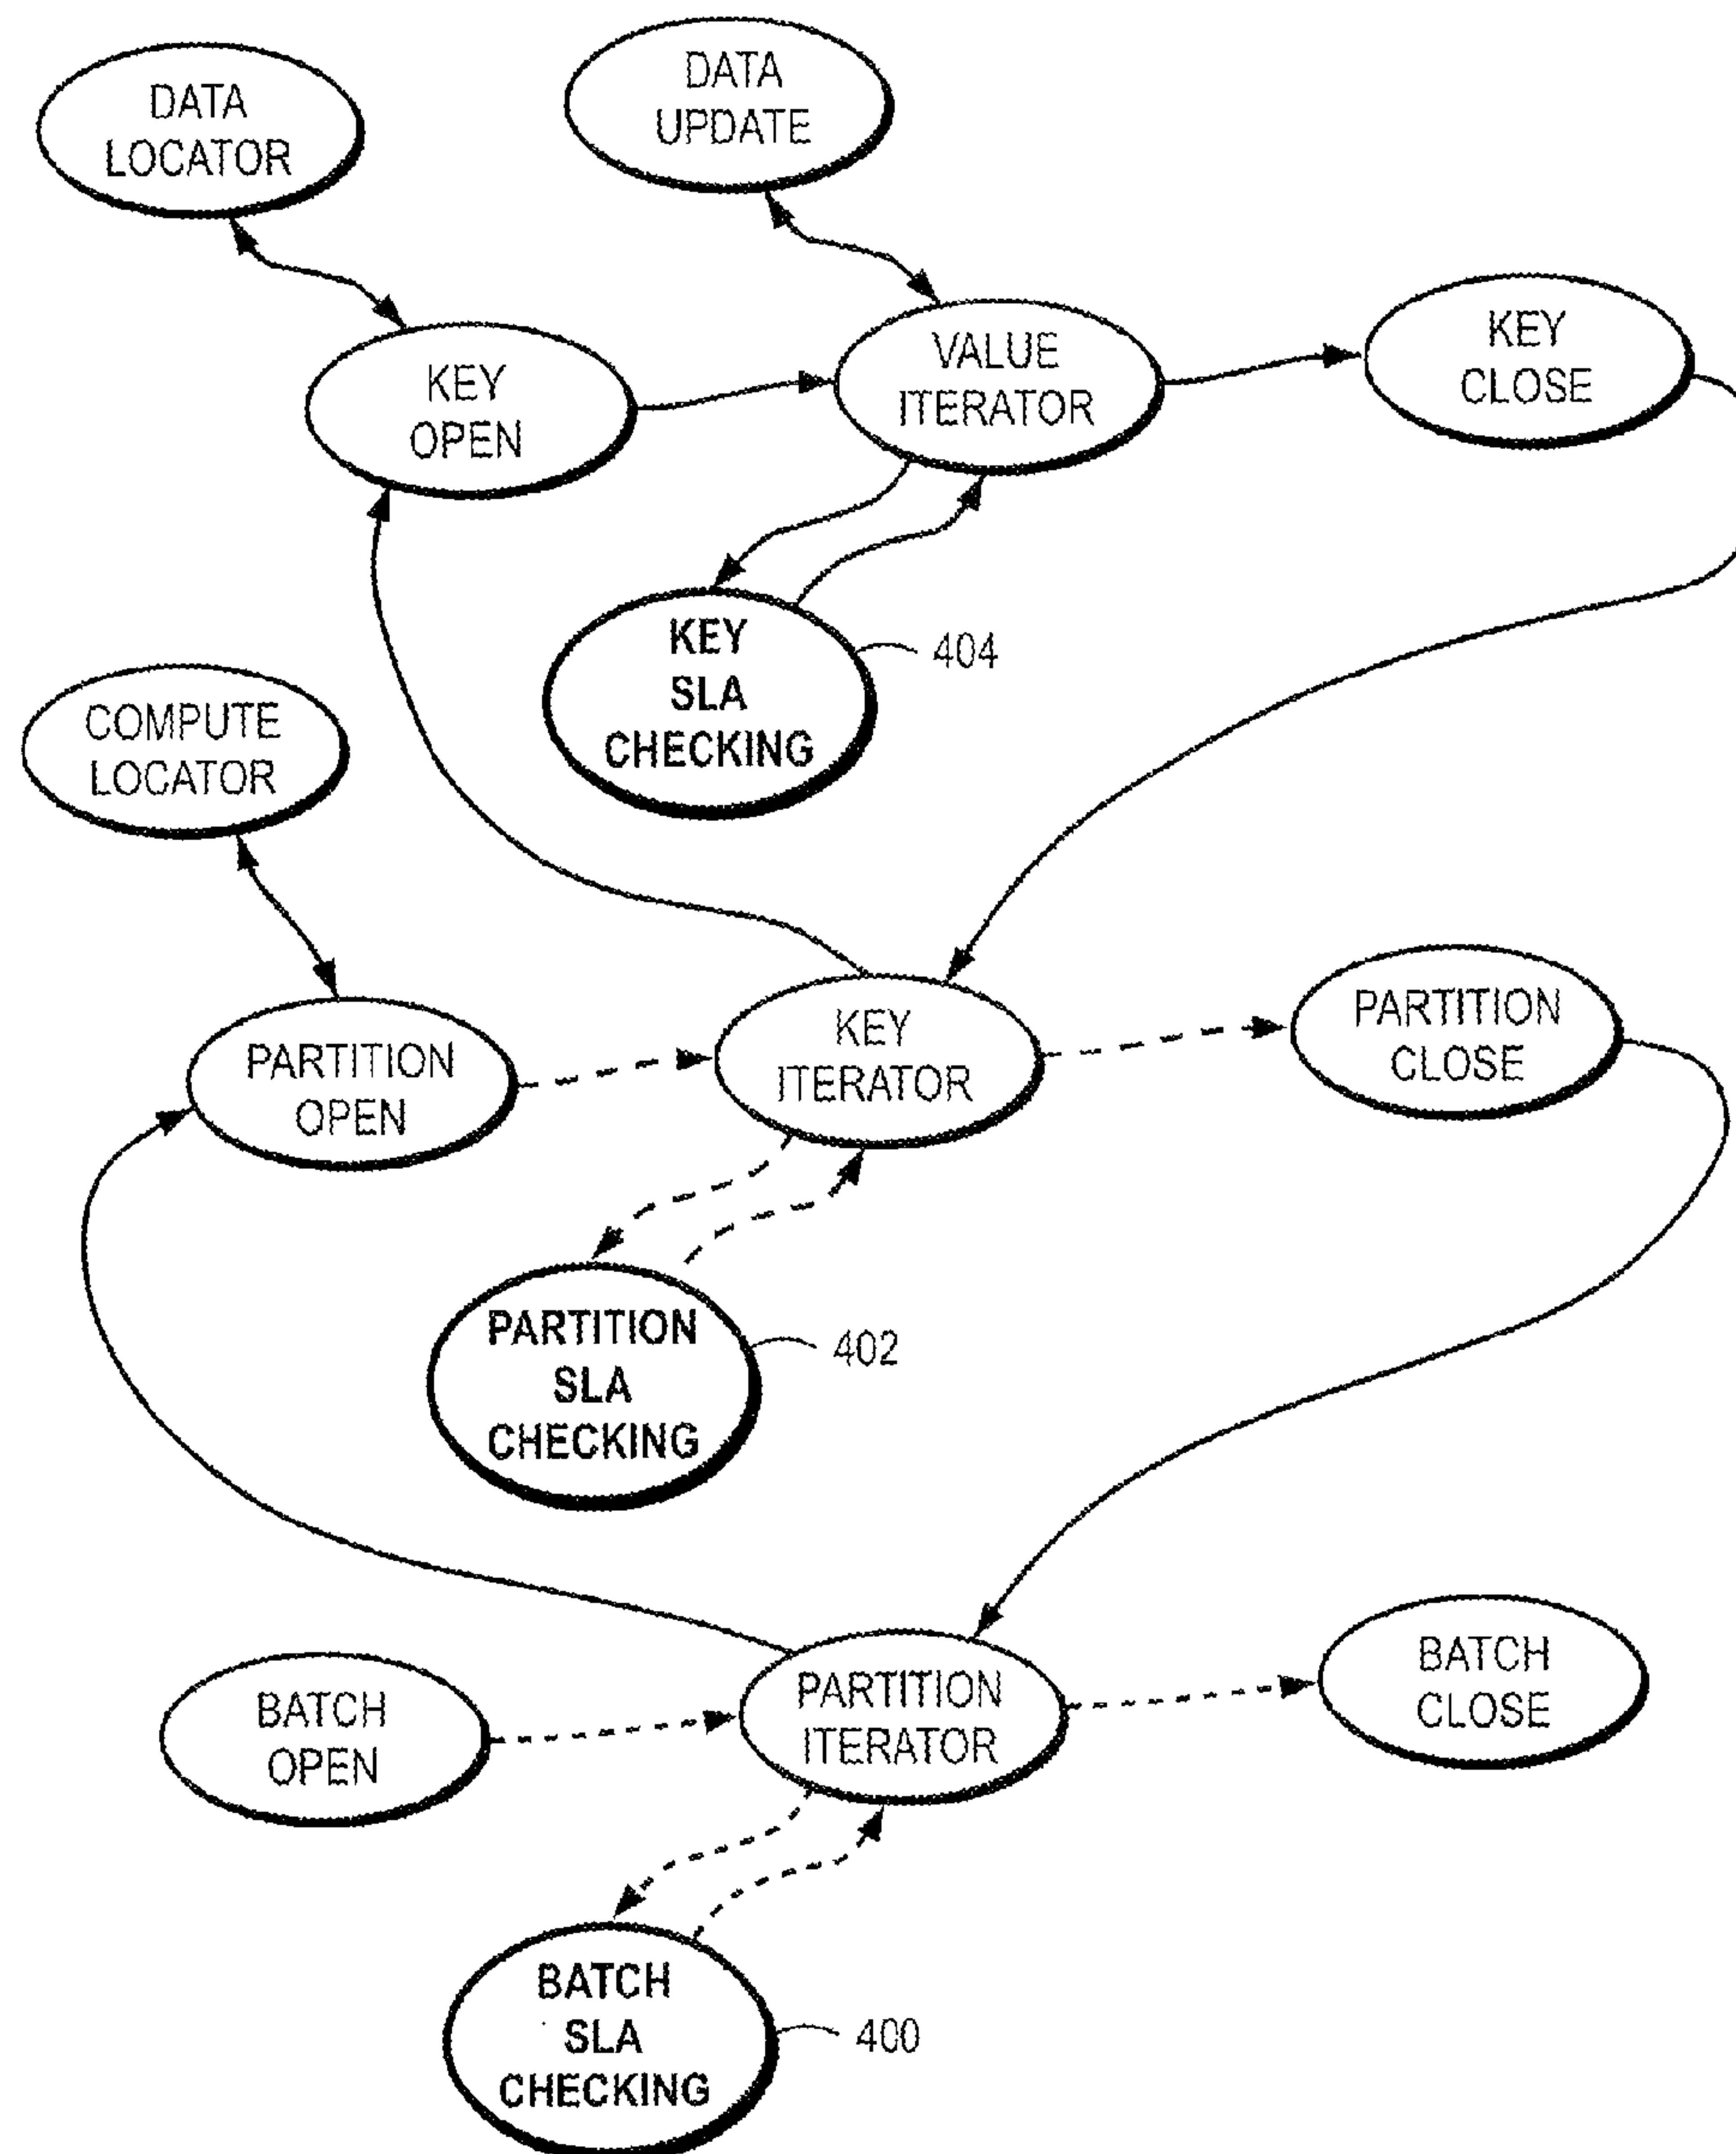 DATA
LOCATOR
DATA
UPDATE
KEY
OPEN
VALUE
ITERATOR
KEY
CLOSE
KEY
SLA
CHECKING
404
COMPUTE
LOCATOR
PARTITION
OPEN
KEY
ITERATOR
PARTITION
CLOSE
PARTITION
SLA
CHECKING
402
BATCH
OPEN
PARTITION
ITERATOR
BATCH
CLOSE
BATCH
SLA
CHECKING
400